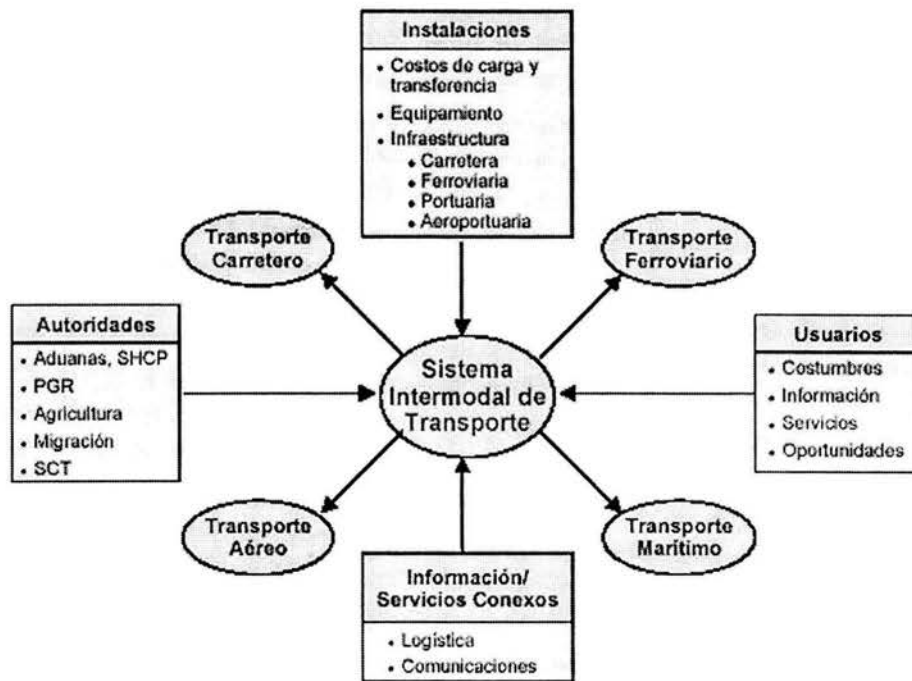 Instalaciones
• Costos de carga y
transferencia
• Equipamiento
• Infraestructura
• Carretera
• Ferroviaria
• Portuaria
• Aeroportuaria
Transporte
Carretero
Transporte
Ferroviario
Autoridades
• Aduanas, SHCP
• PGR
• Agricultura
• Migración
• SCT
Sistema
Intermodal de
Transporte
Usuarios
• Costumbres
• Información
• Servicios
• Oportunidades
Transporte
Aéreo
Transporte
Marítimo
Información/
Servicios Conexos
• Logística
• Comunicaciones